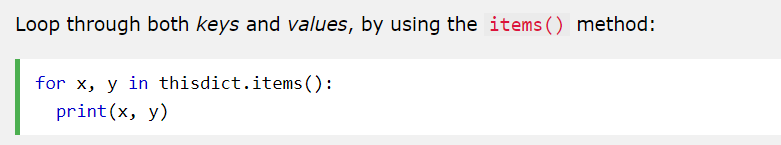 Loop through both keys and values, by using the items() method:
for x, y in thisdict.items():
  print(x, y)